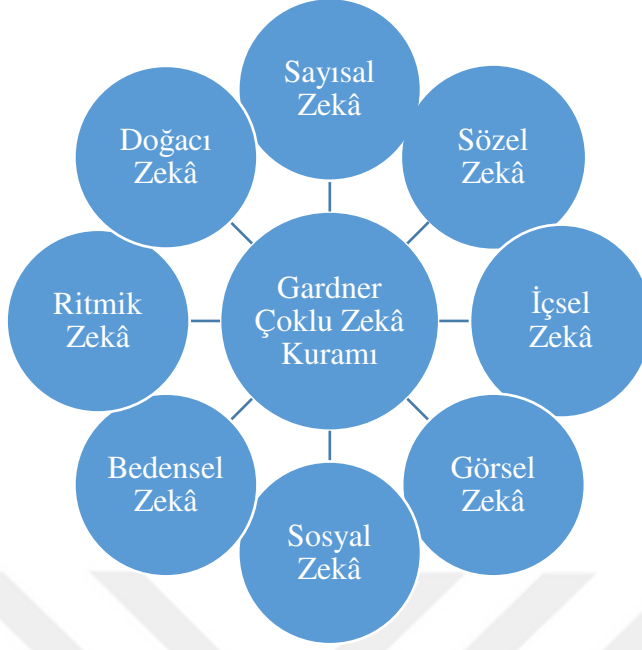 Sayısal
Zekâ
Sözel
Zekâ
İçsel
Zekâ
Görsel
Zekâ
Sosyal
Zekâ
Bedensel
Zekâ
Ritmik
Zekâ
Doğacı
Zekâ
Gardner
Çoklu Zekâ
Kuramı